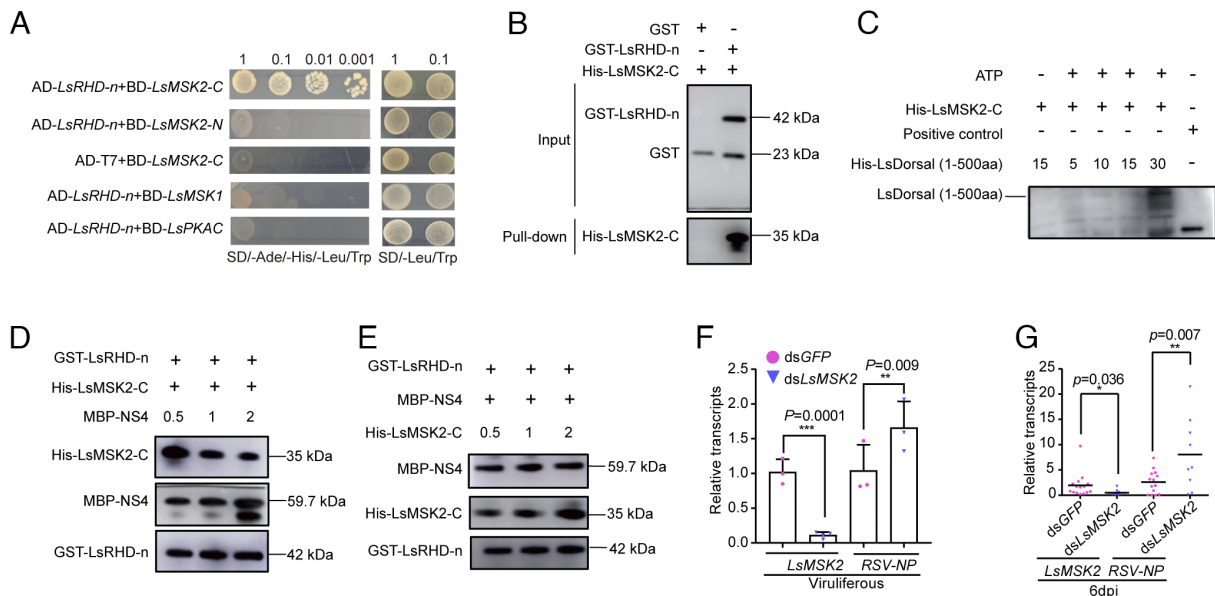 A
1 0.1 0.01 0.001 1 0.1
AD-LsRHD-n+BD-LsMSK2-C
AD-LsRHD-n+BD-LsMSK2-N
AD-T7+BD-LsMSK2-C
AD-LsRHD-n+BD-LsMSK1
AD-LsRHD-n+BD-LsPKAC
SD/-Ade/-His/-Leu/Trp SD/-Leu/Trp
B
GST + -
GST-LsRHD-n - +
His-LsMSK2-C + +
GST-LsRHD-n 42 kDa
Input
GST 23 kDa
Pull-down His-LsMSK2-C 35 kDa
C
ATP - + + + + -
His-LsMSK2-C + + + + + -
Positive control - - - - - +
His-LsDorsal (1-500aa) 15 5 10 15 30 -
LsDorsal (1-500aa)
D
GST-LsRHD-n + + +
His-LsMSK2-C + + +
MBP-NS4 0.5 1 2
His-LsMSK2-C 35 kDa
MBP-NS4 59.7 kDa
GST-LsRHD-n 42 kDa
E
GST-LsRHD-n + + +
MBP-NS4 + + +
His-LsMSK2-C 0.5 1 2
MBP-NS4 59.7 kDa
His-LsMSK2-C 35 kDa
GST-LsRHD-n 42 kDa
F
dsGFP
dsLsMSK2
P=0.009
**
P=0.0001
***
Relative transcripts
2.5
2.0
1.5
1.0
0.5
0.0
LsMSK2 RSV-NP
Viruliferous
G
p=0.007
**
p=0.036
*
Relative transcripts
25
20
15
10
5
0
dsGFP dsLsMSK2 dsGFP dsLsMSK2
LsMSK2 RSV-NP
6dpi